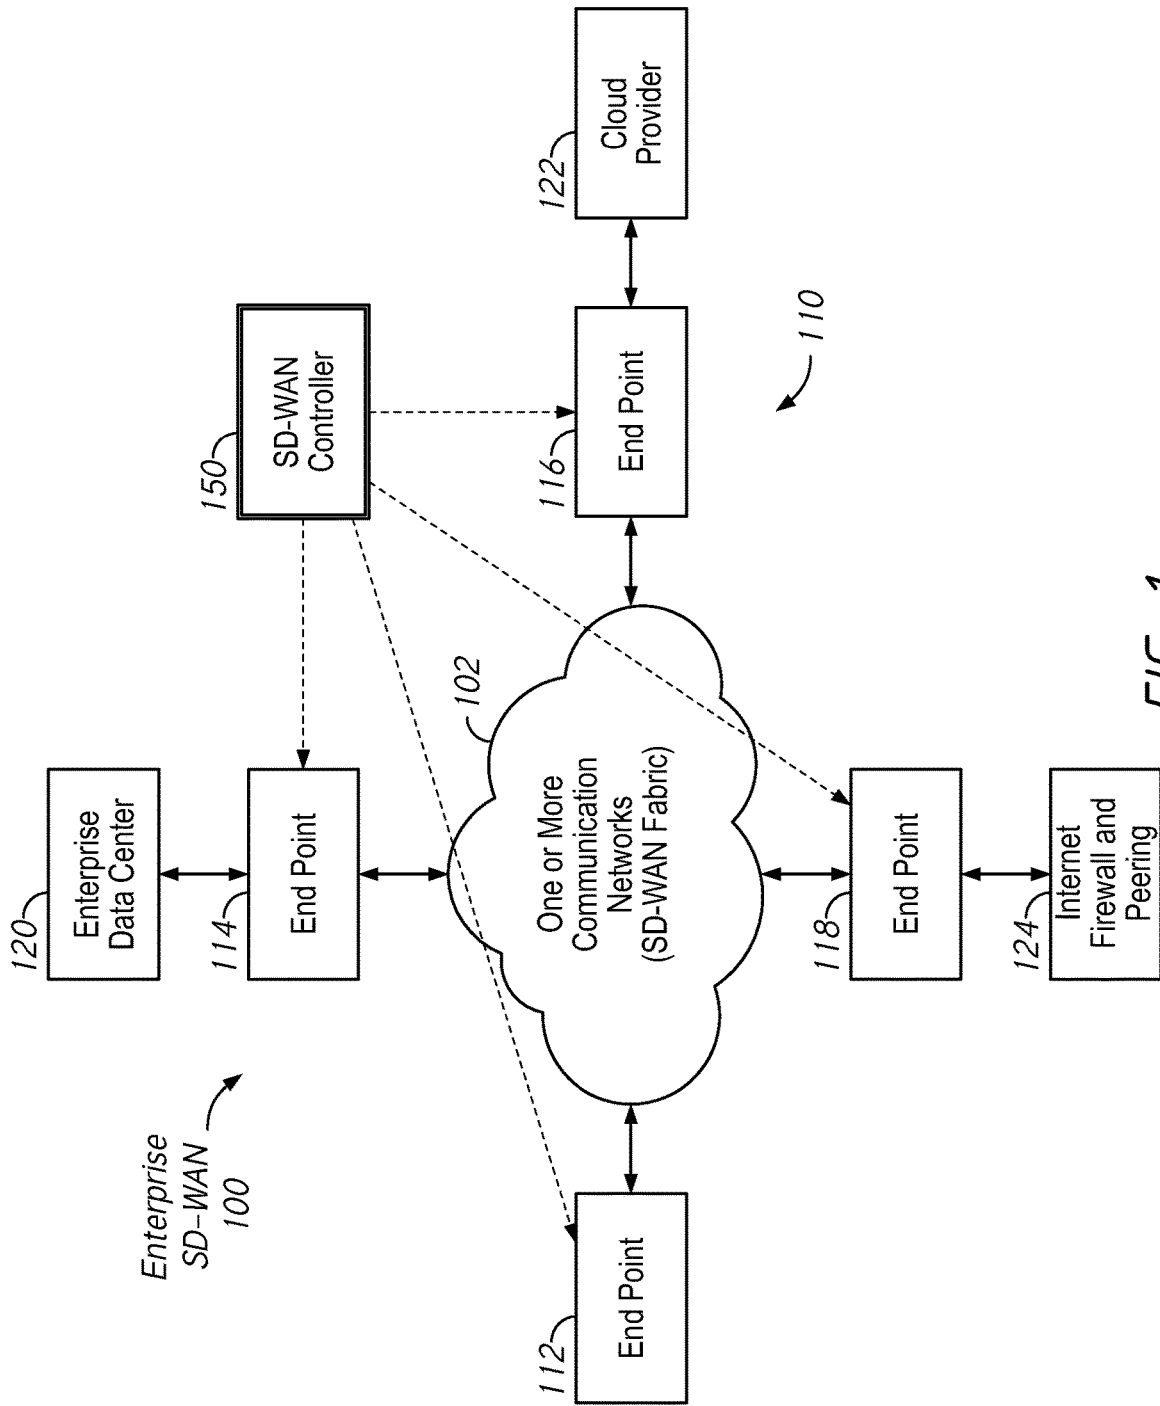 Enterprise
SD-WAN
100
120
Enterprise
Data Center
114
End Point
150
SD-WAN
Controller
112
End Point
102
One or More
Communication
Networks
(SD-WAN Fabric)
116
End Point
122
Cloud
Provider
110
118
End Point
124
Internet
Firewall and
Peering